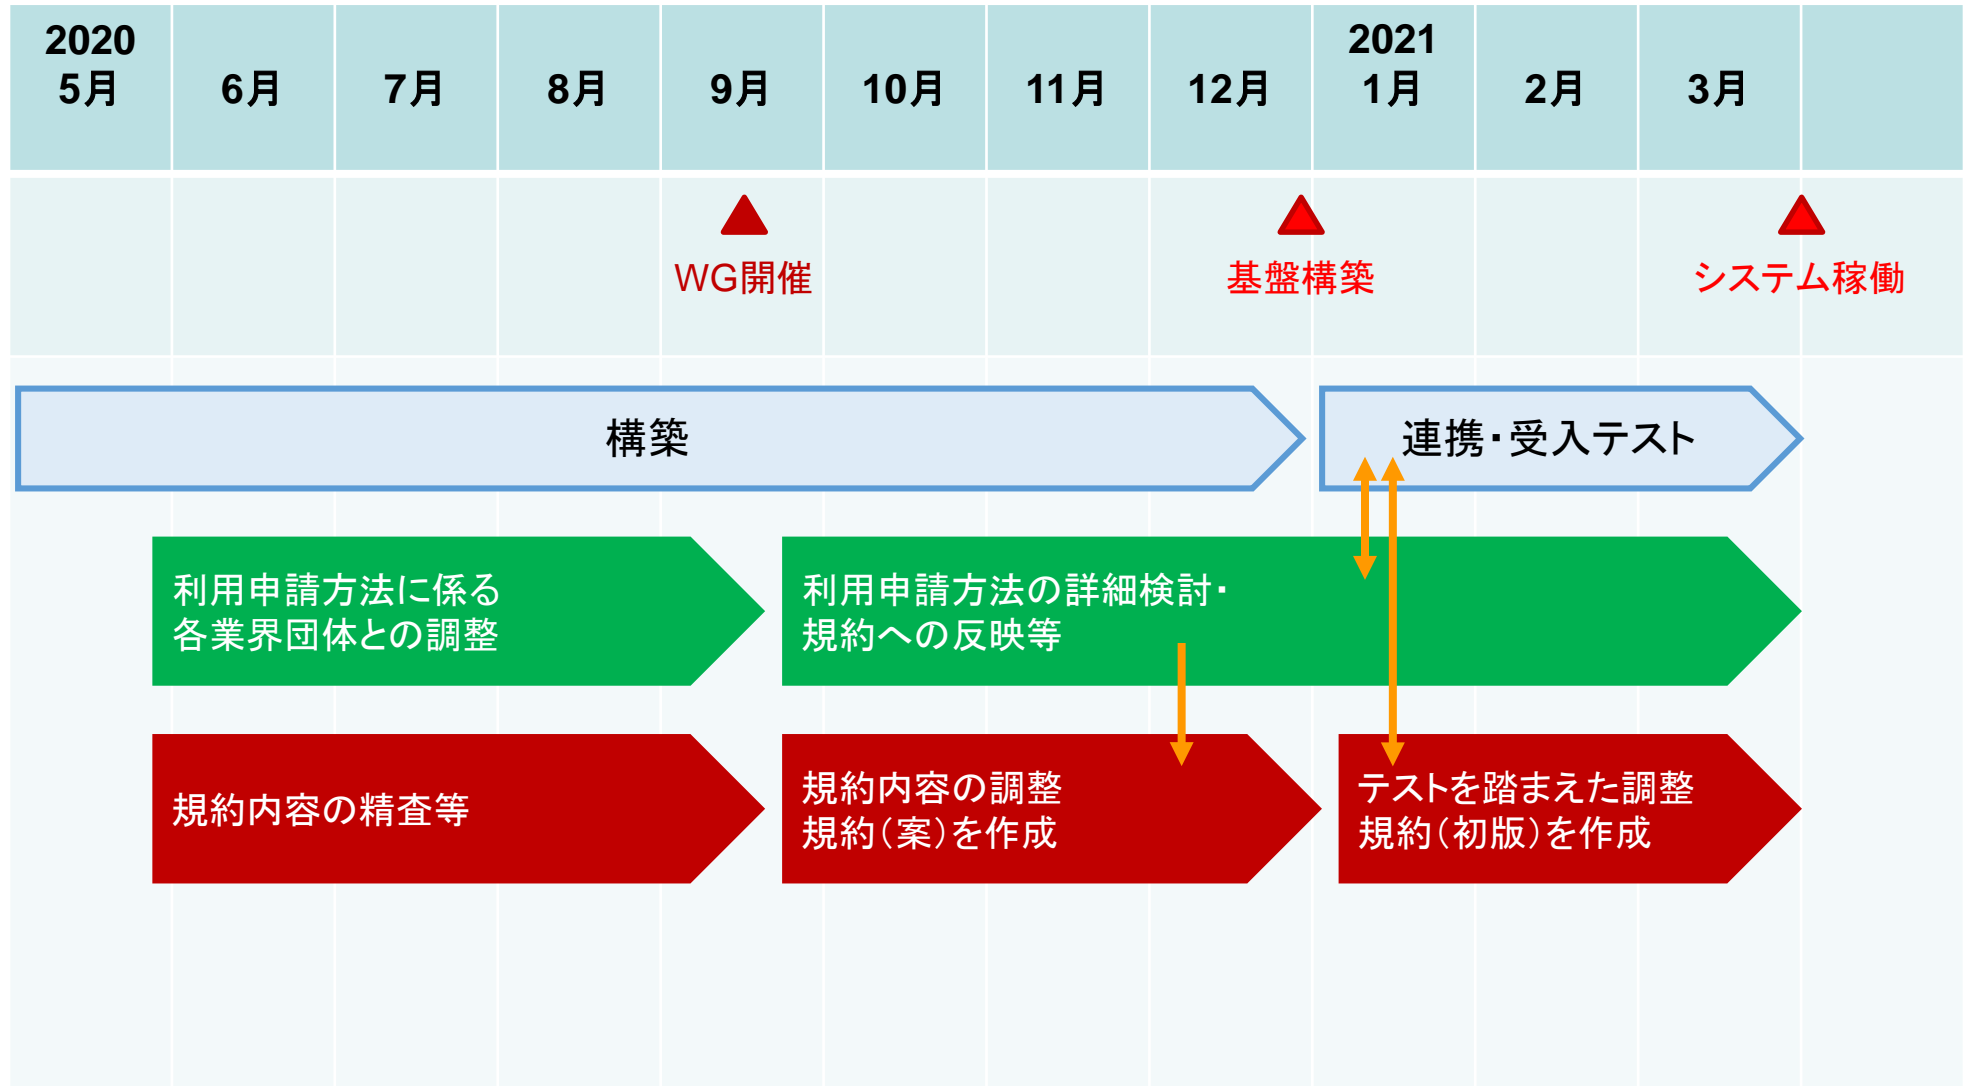 2020
5月
6月
7月
8月
9月
10月
11月
12月
2021
1月
2月
3月
WG開催
基盤構築
システム稼働
構築
連携・受入テスト
利用申請方法に係る
各業界団体との調整
利用申請方法の詳細検討・
規約への反映等
規約内容の精査等
規約内容の調整
規約(案)を作成
テストを踏まえた調整
規約(初版)を作成